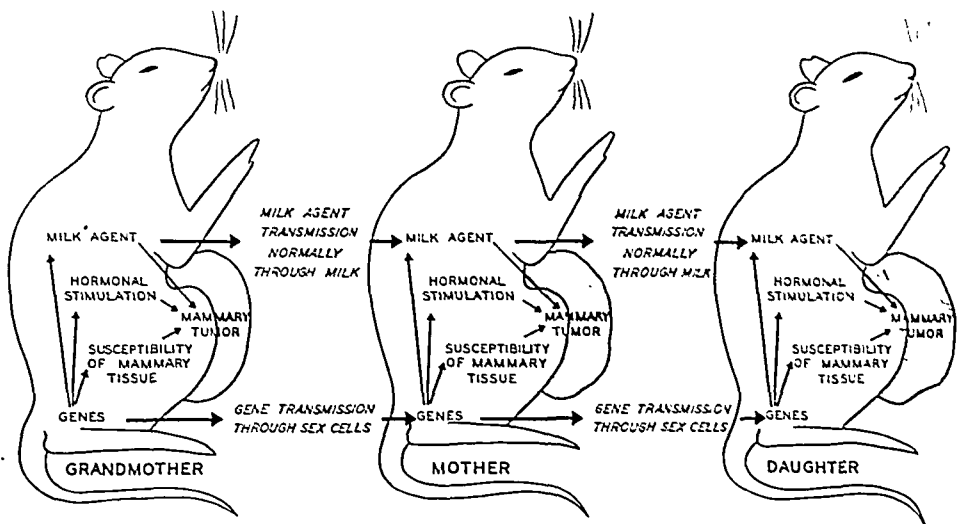 MILK AGENT
HORMONAL
STIMULATION
MAMMARY
TUMOR
SUSCEPTIBILITY
OF MAMMARY
TISSUE
GENES
GRANDMOTHER
MILK AGENT
TRANSMISSION
NORMALLY
THROUGH MILK
GENE TRANSMISSION
THROUGH SEX CELLS
MILK AGENT
HORMONAL
STIMULATION
MAMMARY
TUMOR
SUSCEPTIBILITY
OF MAMMARY
TISSUE
GENES
MOTHER
MILK AGENT
TRANSMISSION
NORMALLY
THROUGH MILK
GENE TRANSMISSION
THROUGH SEX CELLS
MILK AGENT
HORMONAL
STIMULATION
MAMMARY
TUMOR
SUSCEPTIBILITY
OF MAMMARY
TISSUE
GENES
DAUGHTER